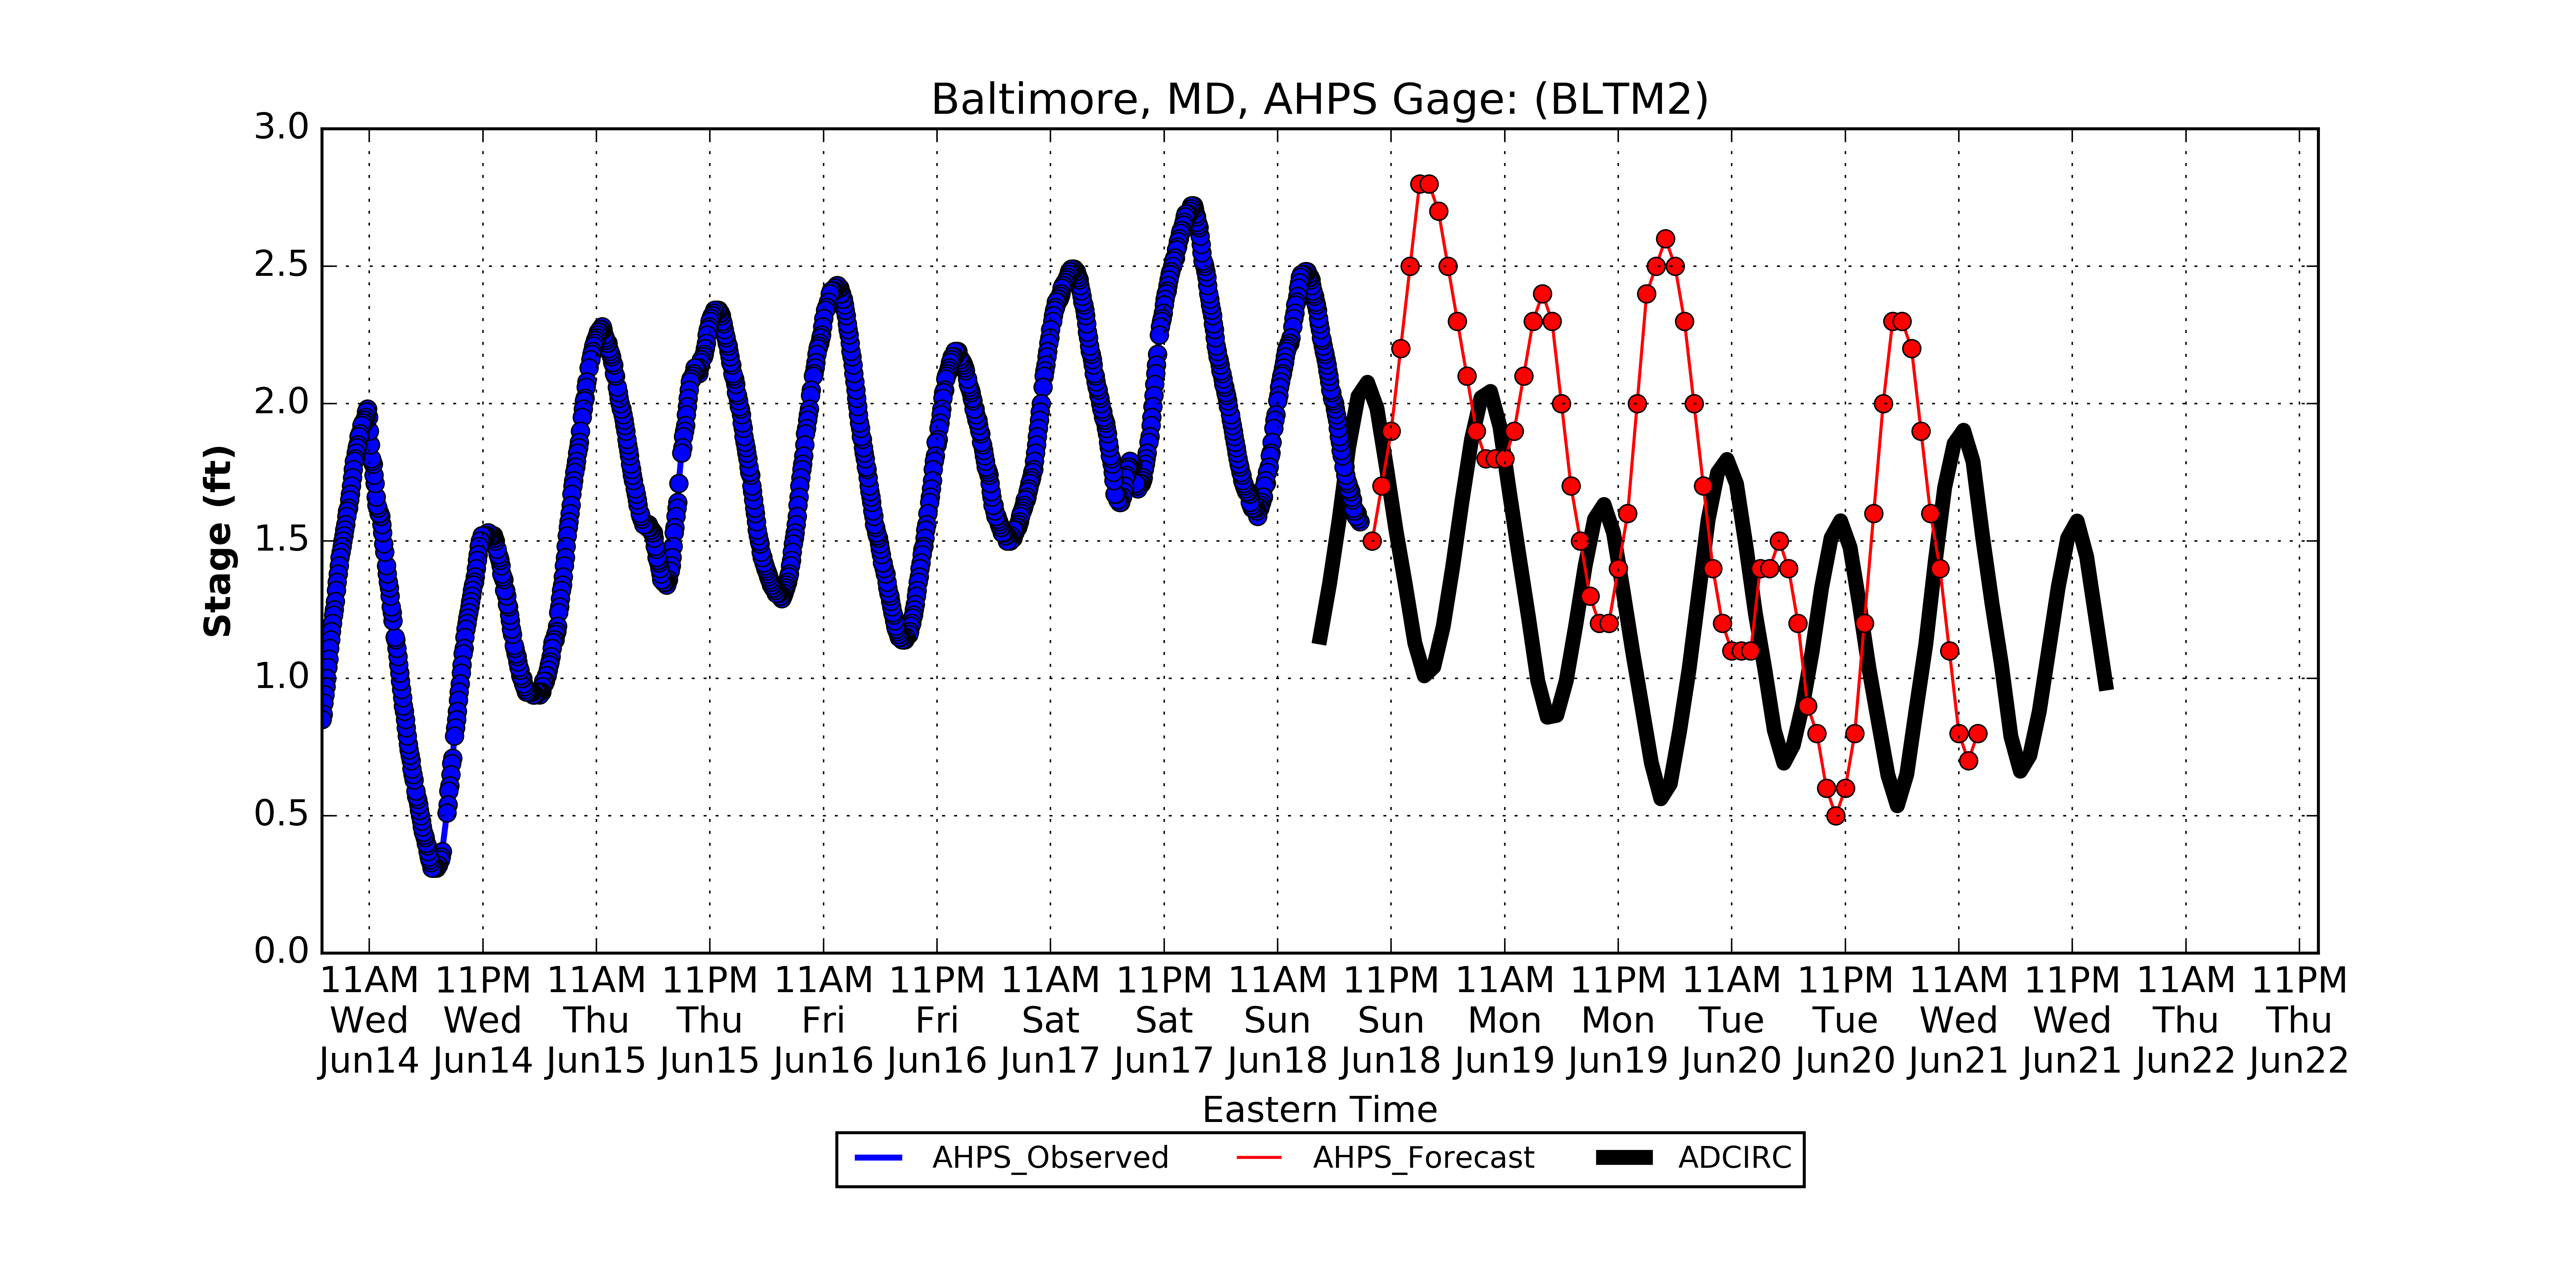 Baltimore, MD, AHPS Gage: (BLTM2)
3.0
2.5
2.0
1.5
1.0
0.5
0.0
Stage (ft)
11AM 11PM 11AM 11PM 11AM 11PM 11AM 11PM 11AM 11PM 11AM 11PM 11AM 11PM 11AM 11PM 11AM 11PM
Wed Wed Thu Thu Fri Fri Sat Sat Sun Sun Mon Mon Tue Tue Wed Wed Thu Thu
Jun14 Jun14 Jun15 Jun15 Jun16 Jun16 Jun17 Jun17 Jun18 Jun18 Jun19 Jun19 Jun20 Jun20 Jun21 Jun21 Jun22 Jun22
Eastern Time
AHPS_Observed AHPS_Forecast ADCIRC